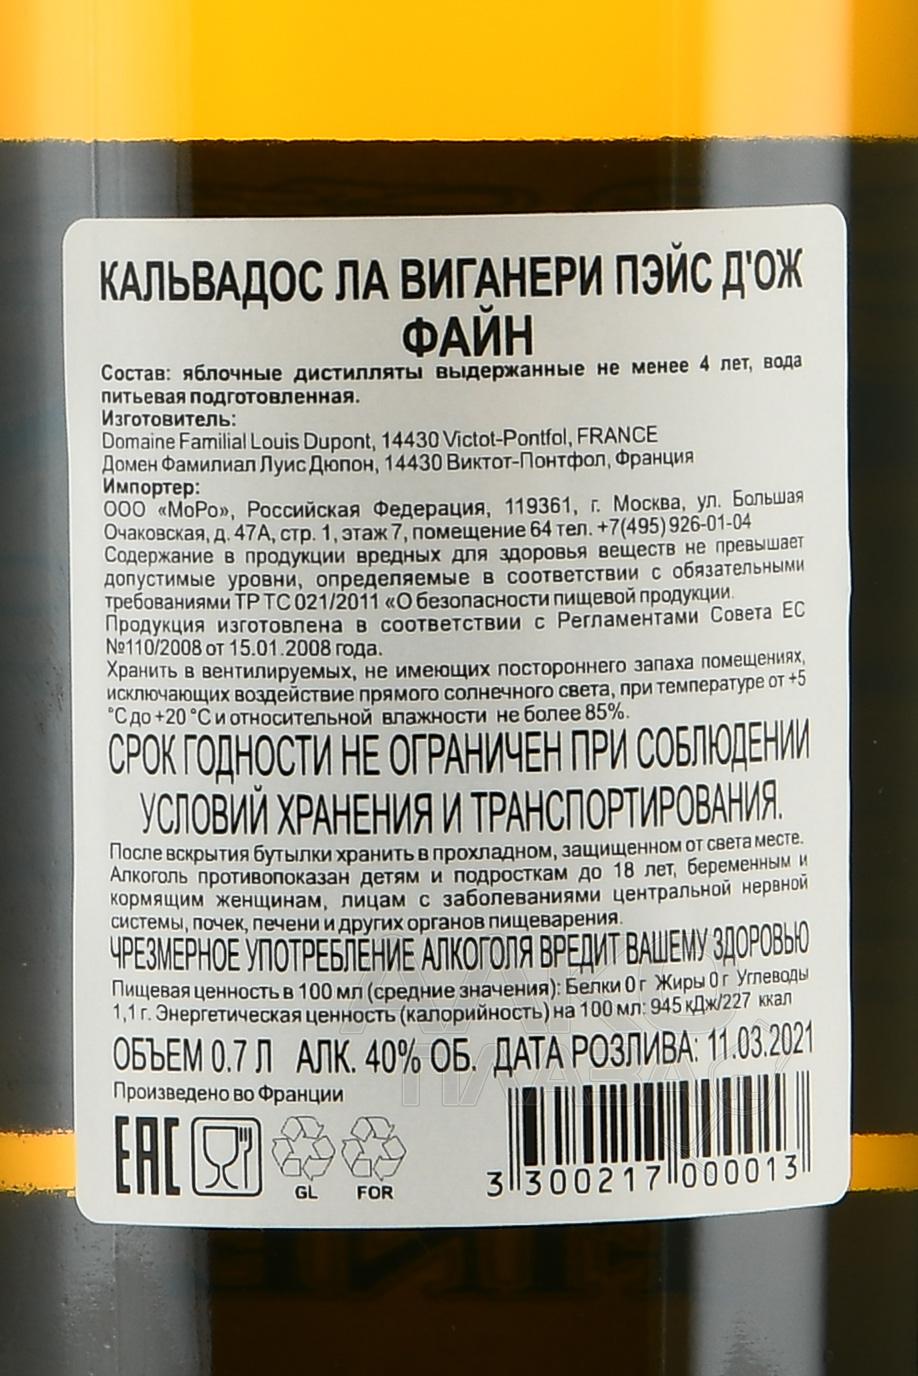 КАЛЬВАДОС ЛА ВИГАНЕРИ ПЭЙС Д'ОЖ
ФАЙН
Состав: яблочные дистилляты выдержанные не менее 4 лет, вода
питьевая подготовленная.
Изготовитель:
Domaine Familial Louis Dupont, 14430 Victot-Pontfol, FRANCE
Домен Фамилиал Луис Дюпон, 14430 Виктот-Понтфол, Франция
Импортер:
ООО «МоРо», Российская Федерация, 119361, г. Москва, ул. Большая
Очаковская, д. 47А, стр. 1, этаж 7, помещение 64 тел. +7(495) 926-01-04
Содержание в продукции вредных для здоровья веществ не превышает
допустимые уровни, определяемые в соответствии с обязательными
требованиями ТР ТС 021/2011 «О безопасности пищевой продукции.
Продукция изготовлена в соответствии с Регламентами Совета ЕС
№110/2008 от 15.01.2008 года.
Хранить в вентилируемых, не имеющих постороннего запаха помещениях,
исключающих воздействие прямого солнечного света, при температуре от +5
°С до +20 °С и относительной влажности не более 85%.
СРОК ГОДНОСТИ НЕ ОГРАНИЧЕН ПРИ СОБЛЮДЕНИИ
УСЛОВИЙ ХРАНЕНИЯ И ТРАНСПОРТИРОВАНИЯ.
После вскрытия бутылки хранить в прохладном, защищенном от света месте.
Алкоголь противопоказан детям и подросткам до 18 лет, беременным и
кормящим женщинам, лицам с заболеваниями центральной нервной
системы, почек, печени и других органов пищеварения.
ЧРЕЗМЕРНОЕ УПОТРЕБЛЕНИЕ АЛКОГОЛЯ ВРЕДИТ ВАШЕМУ ЗДОРОВЬЮ
Пищевая ценность в 100 мл (средние значения): Белки 0 г Жиры 0 г Углеводы
1,1 г. Энергетическая ценность (калорийность) на 100 мл: 945 кДж/227 ккал
ОБЪЕМ 0.7 Л АЛК. 40% ОБ. ДАТА РОЗЛИВА: 11.03.2021
Произведено во Франции
EAC
GL FOR
3 300217 000013